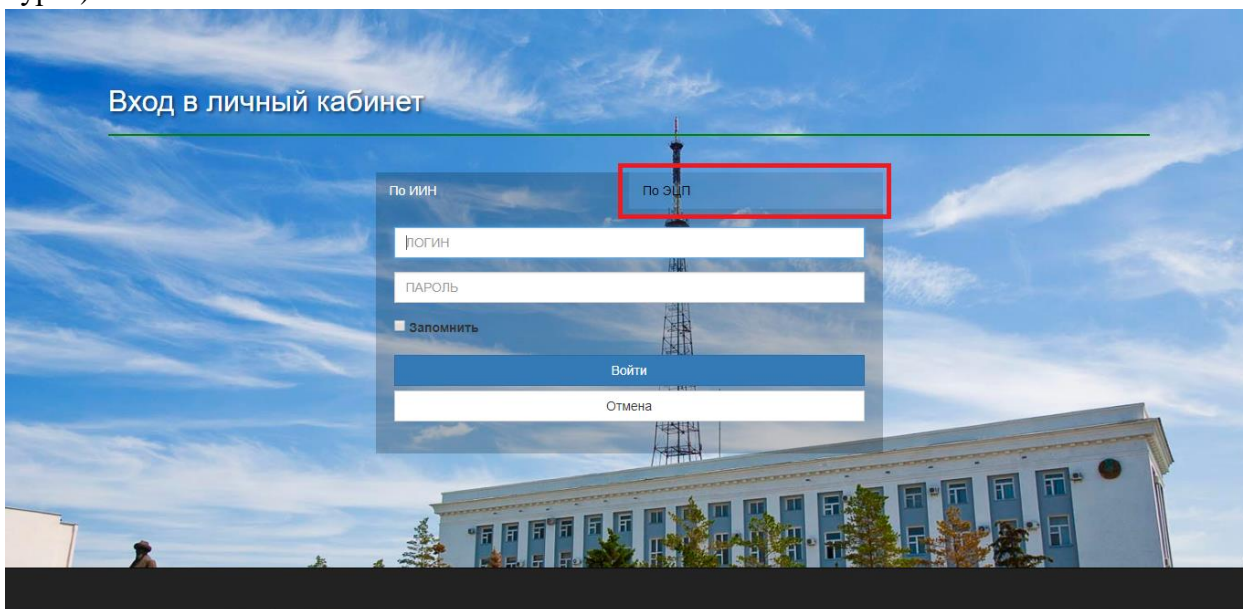 Вход в личный кабинет
По ИИН
По ЭЦП
ЛОГИН
ПАРОЛЬ
Запомнить
Войти
Отмена